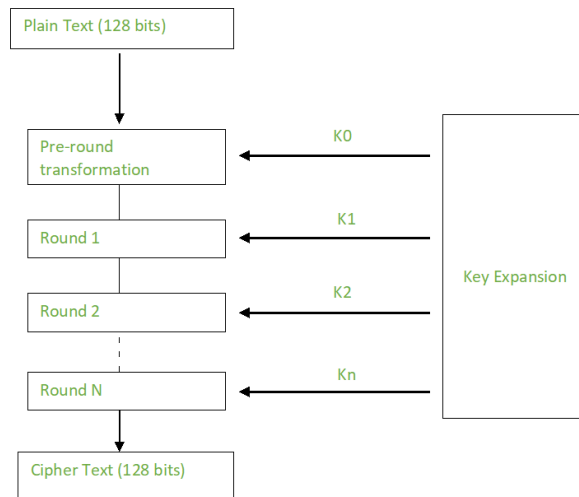 Plain Text (128 bits)
Pre-round
transformation
K0
Round 1
K1
Key Expansion
Round 2
K2
Round N
Kn
Cipher Text (128 bits)